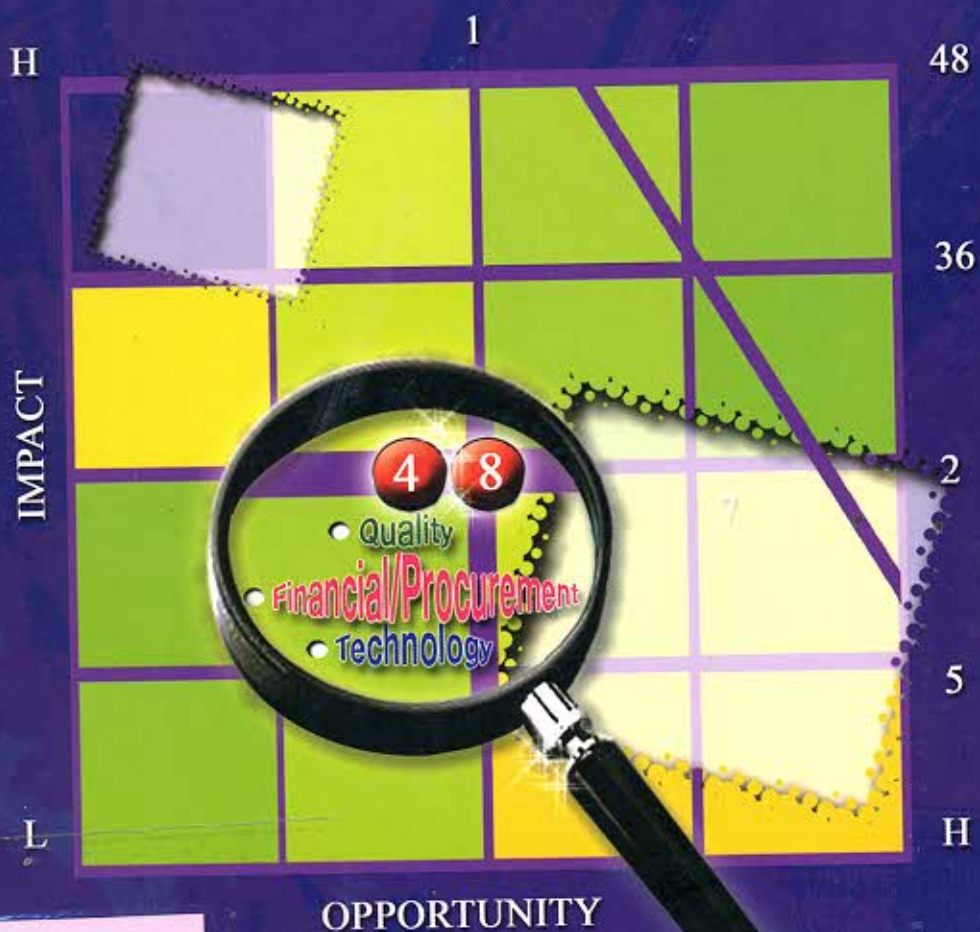 1
H
48
36
IMPACT
4 8
2
Quality
Financial/Procurement
Technology
5
L
H
OPPORTUNITY